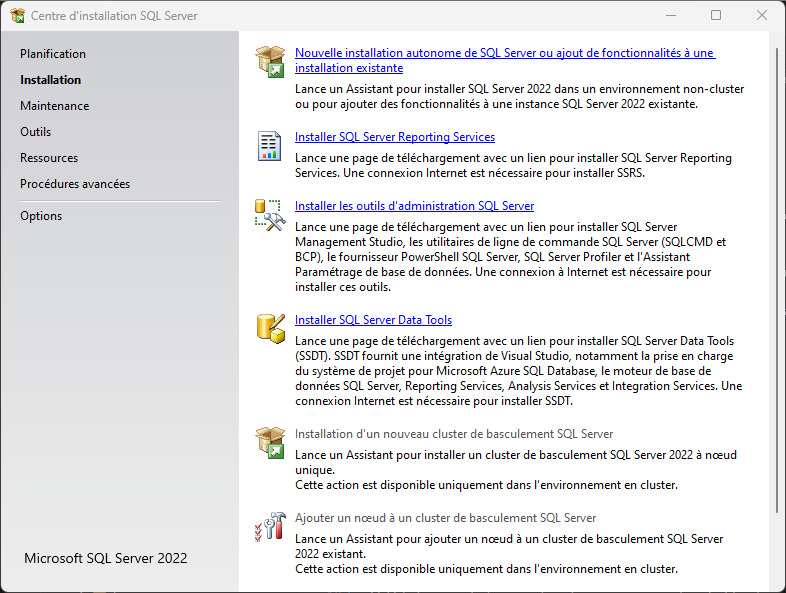 Centre d'installation SQL Server
Planification
Installation
Maintenance
Outils
Ressources
Procédures avancées
Options
Microsoft SQL Server 2022
Nouvelle installation autonome de SQL Server ou ajout de fonctionnalités à une
installation existante
Lance un Assistant pour installer SQL Server 2022 dans un environnement non-cluster
ou pour ajouter des fonctionnalités à une instance SQL Server 2022 existante.
Installer SQL Server Reporting Services
Lance une page de téléchargement avec un lien pour installer SQL Server Reporting
Services. Une connexion Internet est nécessaire pour installer SSRS.
Installer les outils d'administration SQL Server
Lance une page de téléchargement avec un lien pour installer SQL Server
Management Studio, les utilitaires de ligne de commande SQL Server (SQLCMD et
BCP), le fournisseur PowerShell SQL Server, SQL Server Profiler et l'Assistant
Paramétrage de base de données. Une connexion à Internet est nécessaire pour
installer ces outils.
Installer SQL Server Data Tools
Lance une page de téléchargement avec un lien pour installer SQL Server Data Tools
(SSDT). SSDT fournit une intégration de Visual Studio, notamment la prise en charge
du système de projet pour Microsoft Azure SQL Database, le moteur de base de
données SQL Server, Reporting Services, Analysis Services et Integration Services. Une
connexion Internet est nécessaire pour installer SSDT.
Installation d'un nouveau cluster de basculement SQL Server
Lance un Assistant pour installer un cluster de basculement SQL Server 2022 à nœud
unique.
Cette action est disponible uniquement dans l'environnement en cluster.
Ajouter un nœud à un cluster de basculement SQL Server
Lance un Assistant pour ajouter un nœud à un cluster de basculement SQL Server
2022 existant.
Cette action est disponible uniquement dans l'environnement en cluster.